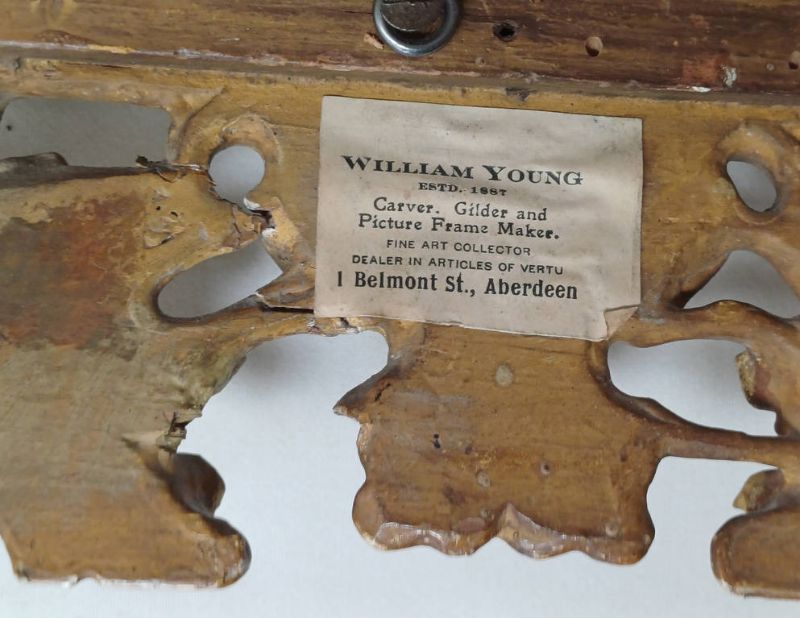 WILLIAM YOUNG
ESTD. 1887
Carver. Gilder and
Picture Frame Maker.
FINE ART COLLECTOR
DEALER IN ARTICLES OF VERTU
1 Belmont St., Aberdeen